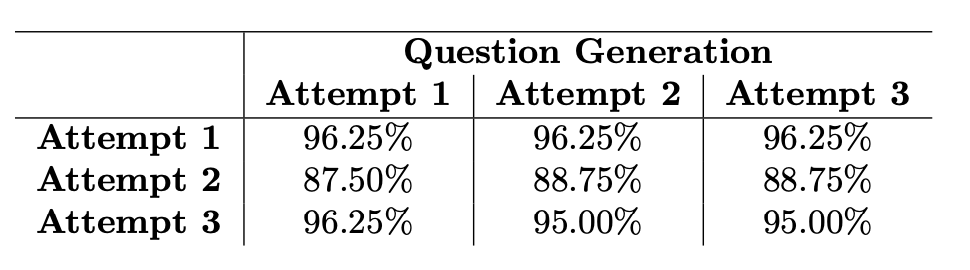 Question Generation
Attempt 1 Attempt 2 Attempt 3
Attempt 1 96.25% 96.25% 96.25%
Attempt 2 87.50% 88.75% 88.75%
Attempt 3 96.25% 95.00% 95.00%